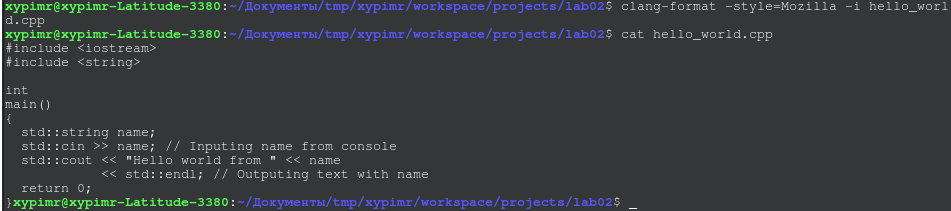 xypimr@xypimr-Latitude-3380:~/Документы/tmp/xypimr/workspace/projects/lab02$ clang-format -style=Mozilla -i hello_worl
d.cpp
xypimr@xypimr-Latitude-3380:~/Документы/tmp/xypimr/workspace/projects/lab02$ cat hello_world.cpp
#include <iostream>
#include <string>

int
main()
{
  std::string name;
  std::cin >> name; // Inputing name from console
  std::cout << "Hello world from " << name
            << std::endl; // Outputing text with name
  return 0;
}xypimr@xypimr-Latitude-3380:~/Документы/tmp/xypimr/workspace/projects/lab02$ _